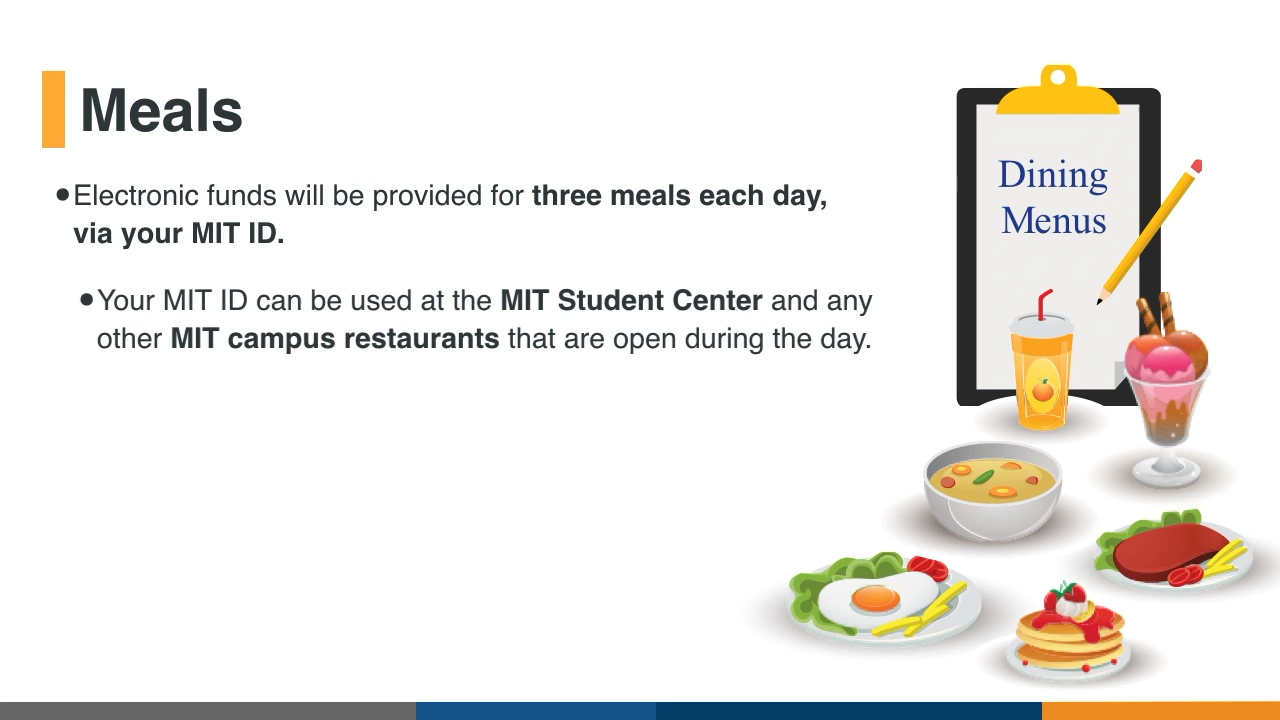 Meals
•Electronic funds will be provided for three meals each day,
via your MIT ID.
•Your MIT ID can be used at the MIT Student Center and any
other MIT campus restaurants that are open during the day.
Dining
Menus